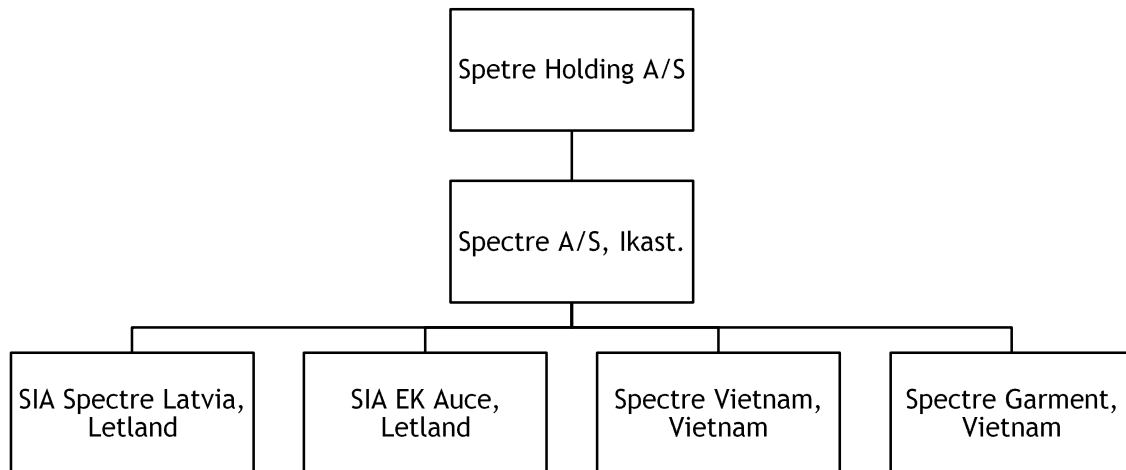 Spetre Holding A/S
Spectre A/S, Ikast.
SIA Spectre Latvia,
Letland
SIA EK Auce,
Letland
Spectre Vietnam,
Vietnam
Spectre Garment,
Vietnam